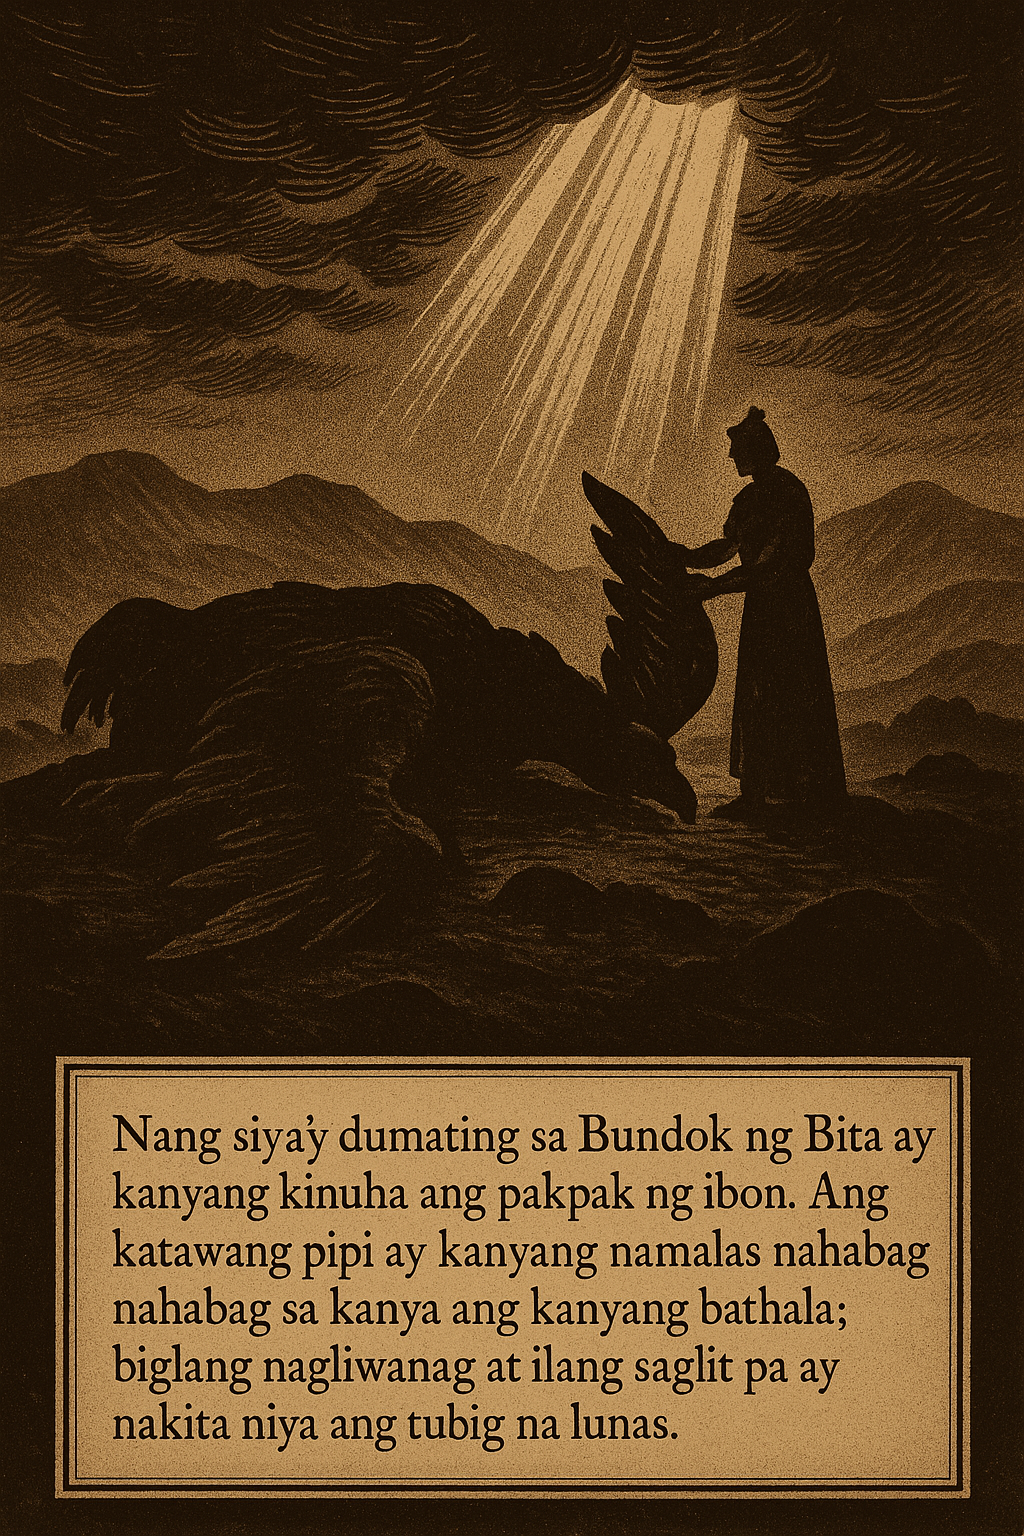 Nang siya'y dumating sa Bundok ng Bita ay
kanyang kinuha ang pakpak ng ibon. Ang
katawang pipi ay kanyang namalas nahabag
nahabag sa kanya ang kanyang bathala;
biglang nagliwanag at ilang saglit pa ay
nakita niya ang tubig na lunas.